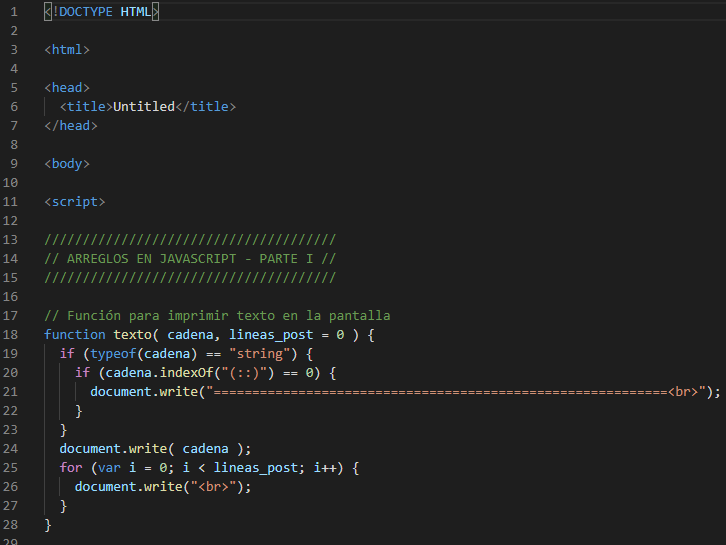 1 <!DOCTYPE HTML>
2
3 <html>
4
5 <head>
6   <title>Untitled</title>
7 </head>
8
9 <body>
10
11 <script>
12
13 //////////////////////////////////////
14 // ARREGLOS EN JAVASCRIPT - PARTE I //
15 //////////////////////////////////////
16
17 // Función para imprimir texto en la pantalla
18 function texto( cadena, lineas_post = 0 ) {
19   if (typeof(cadena) == "string") {
20     if (cadena.indexOf("(::)") == 0) {
21       document.write("===========================================================<br>");
22     }
23   }
24   document.write( cadena );
25   for (var i = 0; i < lineas_post; i++) {
26     document.write("<br>");
27   }
28 }
29